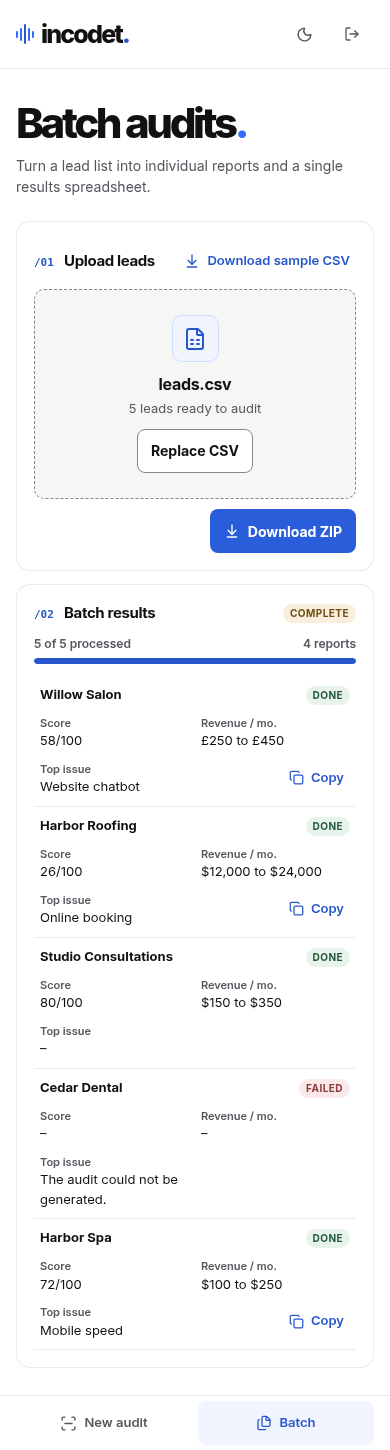 incodet.
Batch audits.
Turn a lead list into individual reports and a single
results spreadsheet.
/01 Upload leads
Download sample CSV
leads.csv
5 leads ready to audit
Replace CSV
Download ZIP
/02 Batch results
COMPLETE
5 of 5 processed
4 reports
Willow Salon
DONE
Score
Revenue / mo.
58/100
£250 to £450
Top issue
Website chatbot
Copy
Harbor Roofing
DONE
Score
Revenue / mo.
26/100
$12,000 to $24,000
Top issue
Online booking
Copy
Studio Consultations
DONE
Score
Revenue / mo.
80/100
$150 to $350
Top issue
–
Cedar Dental
FAILED
Score
Revenue / mo.
–
–
Top issue
The audit could not be
generated.
Harbor Spa
DONE
Score
Revenue / mo.
72/100
$100 to $250
Top issue
Mobile speed
Copy
New audit
Batch